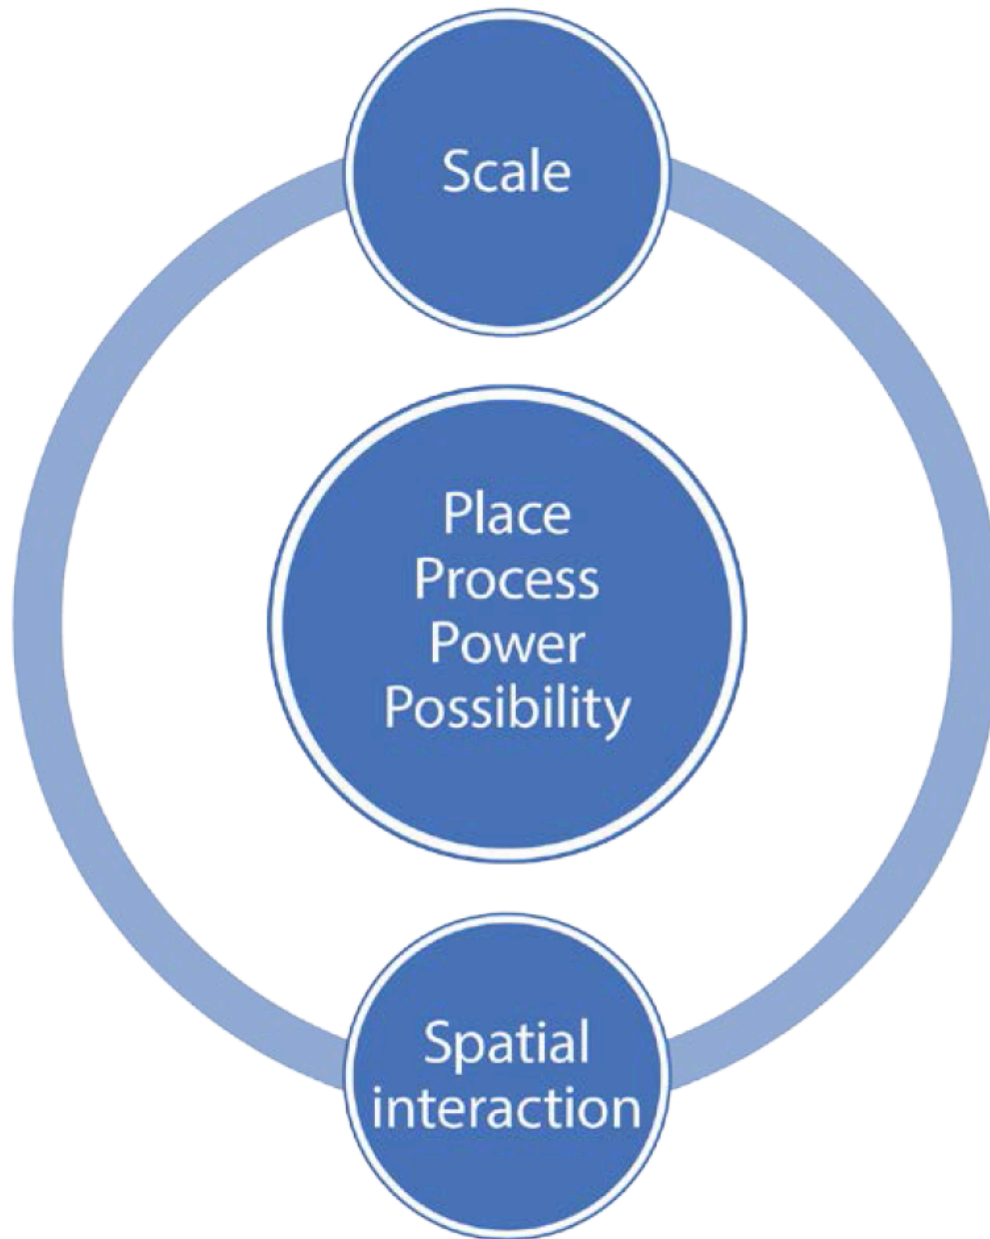 Scale
Place
Process
Power
Possibility
Spatial
interaction